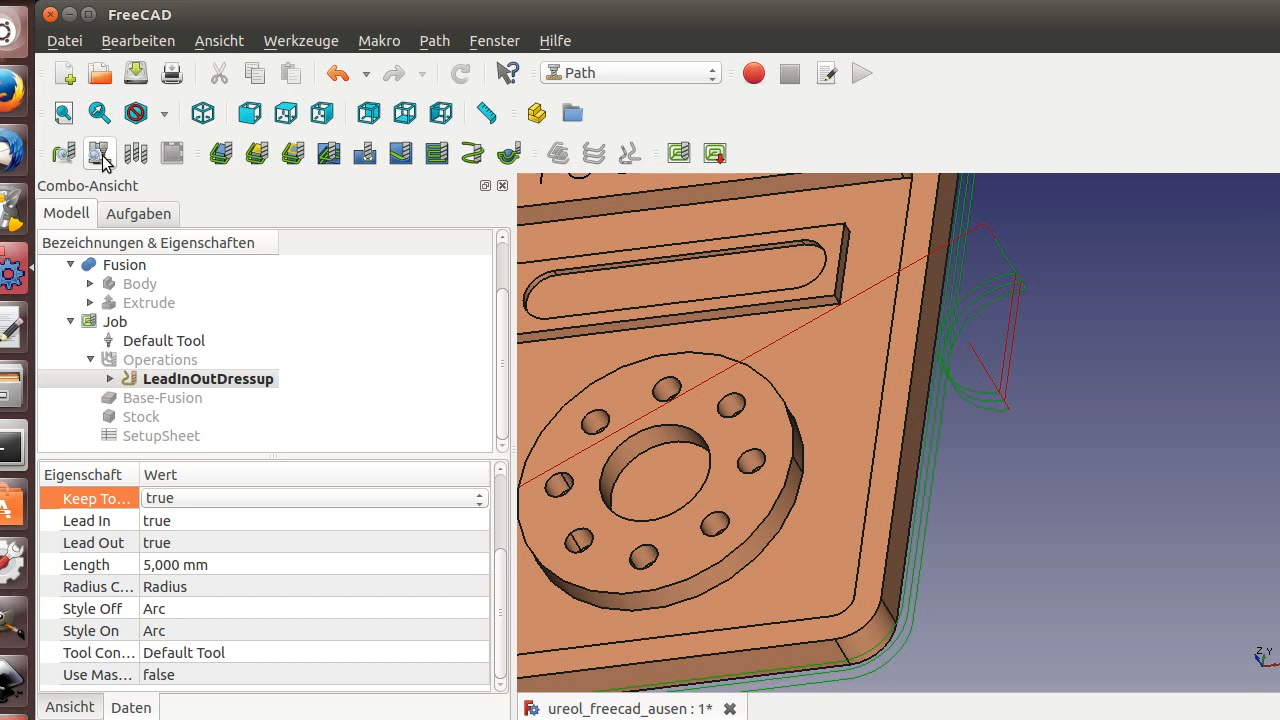 FreeCAD
Datei Bearbeiten Ansicht Werkzeuge Makro Path Fenster Hilfe
Path
Combo-Ansicht
Modell Aufgaben
Bezeichnungen & Eigenschaften
Fusion
Body
Extrude
Job
Default Tool
Operations
LeadInOutDressup
Base-Fusion
Stock
SetupSheet
Eigenschaft Wert
Keep To... true
Lead In true
Lead Out true
Length 5,000 mm
Radius C... Radius
Style Off Arc
Style On Arc
Tool Con... Default Tool
Use Mas... false
Ansicht Daten
ureol_freecad_ausen : 1*
Z Y